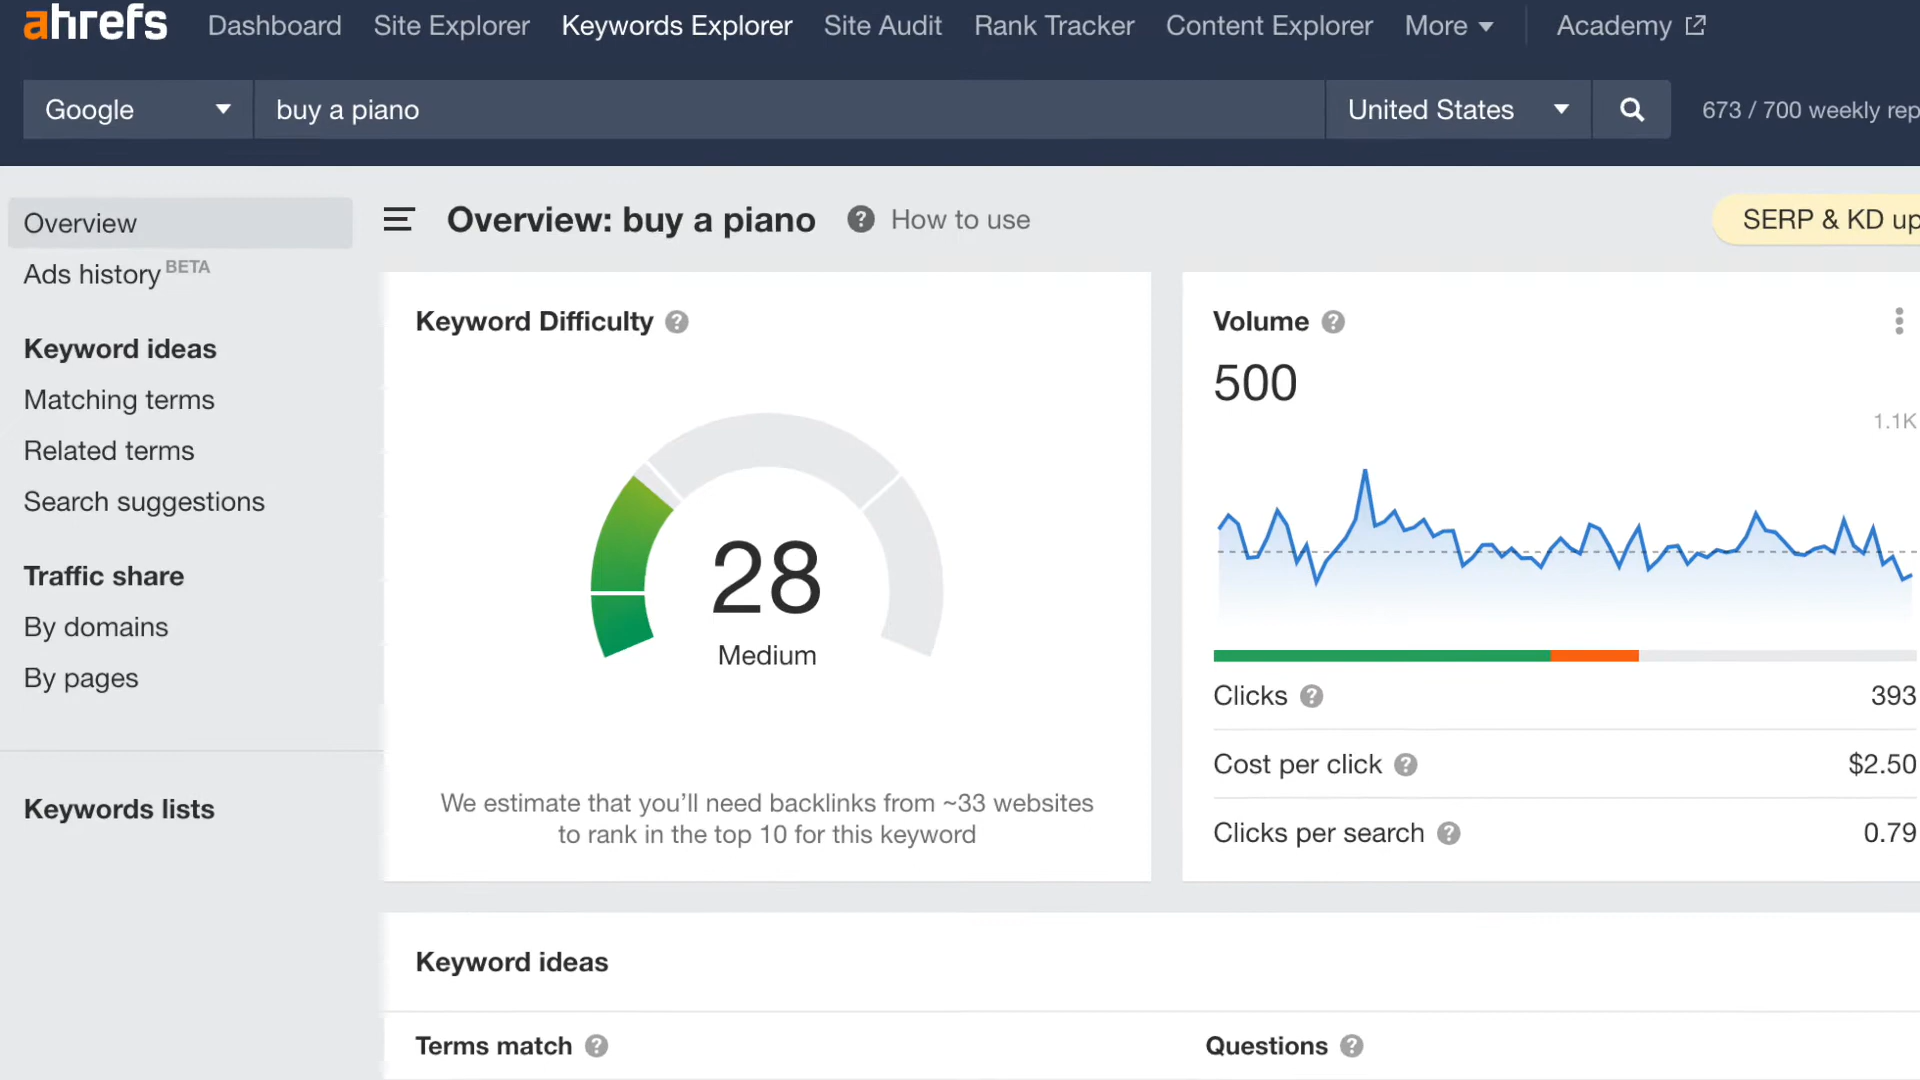 ahrefs Dashboard Site Explorer Keywords Explorer Site Audit Rank Tracker Content Explorer More Academy
Google buy a piano United States 673 / 700 weekly rep
Overview
Ads history BETA
Keyword ideas
Matching terms
Related terms
Search suggestions
Traffic share
By domains
By pages
Keywords lists
Overview: buy a piano ? How to use
SERP & KD up
Keyword Difficulty ?
28
Medium
We estimate that you’ll need backlinks from ~33 websites
to rank in the top 10 for this keyword
Volume ?
500
1.1K
Clicks ? 393
Cost per click ? $2.50
Clicks per search ? 0.79
Keyword ideas
Terms match ?
Questions ?